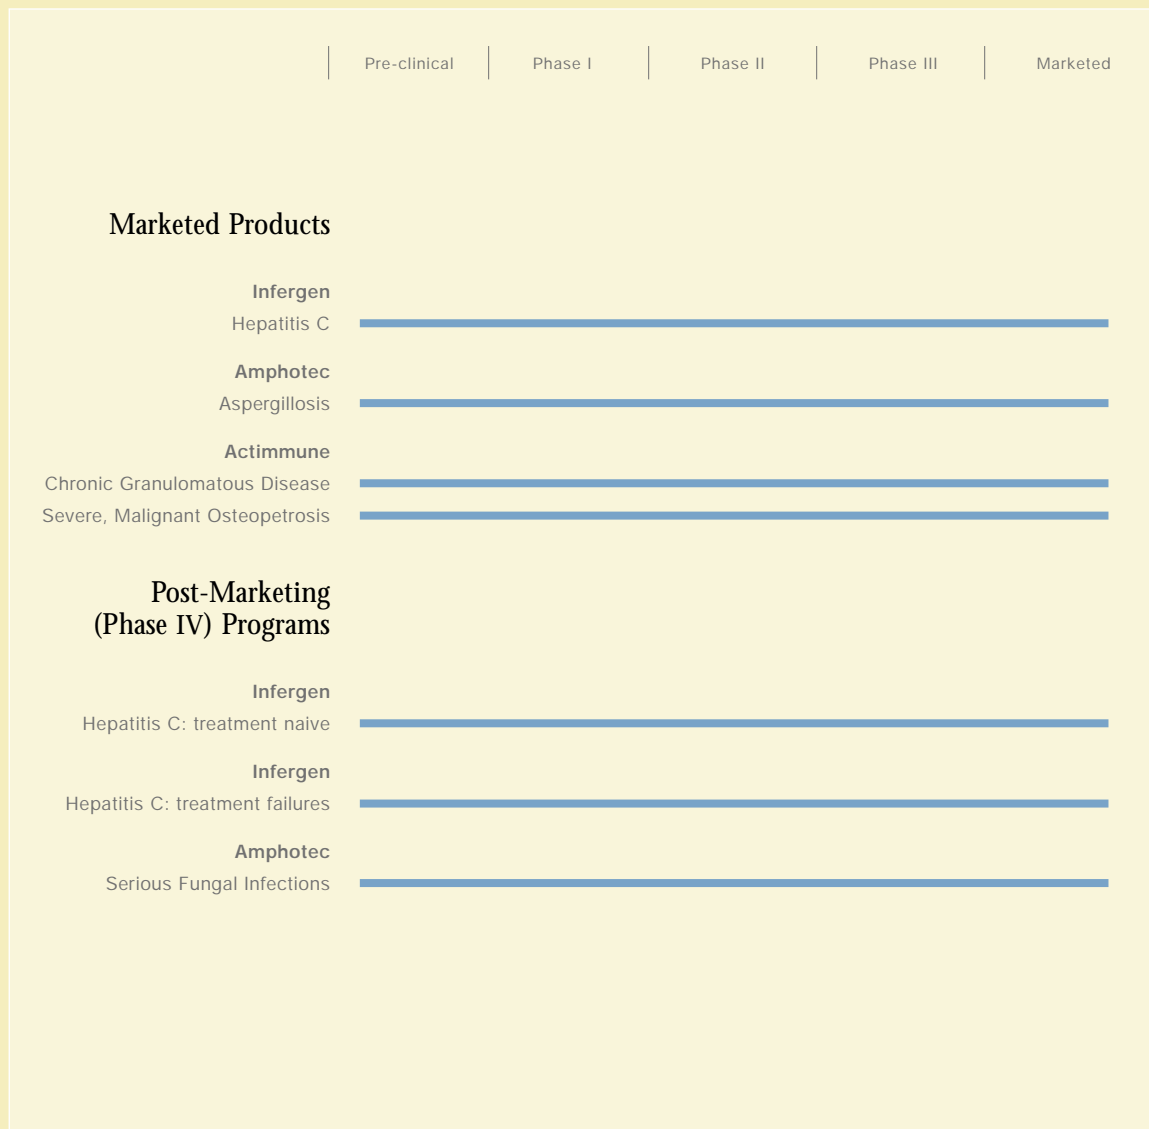 Pre-clinical Phase I Phase II Phase III Marketed
Marketed Products
Infergen
Hepatitis C
Amphotec
Aspergillosis
Actimmune
Chronic Granulomatous Disease
Severe, Malignant Osteopetrosis
Post-Marketing
(Phase IV) Programs
Infergen
Hepatitis C: treatment naive
Infergen
Hepatitis C: treatment failures
Amphotec
Serious Fungal Infections